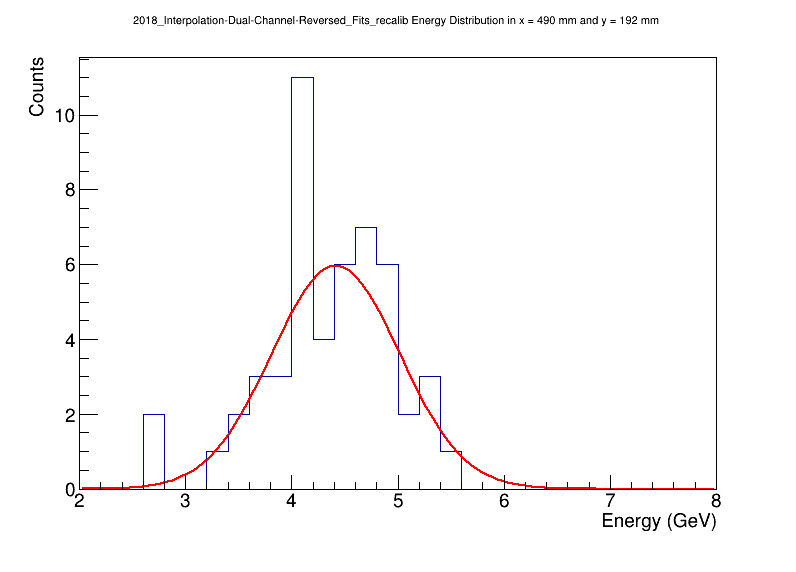 2018_Interpolation-Dual-Channel-Reversed_Fits_recalib Energy Distribution in x = 490 mm and y = 192 mm
Counts
10
8
6
4
2
0
2 3 4 5 6 7 8
Energy (GeV)